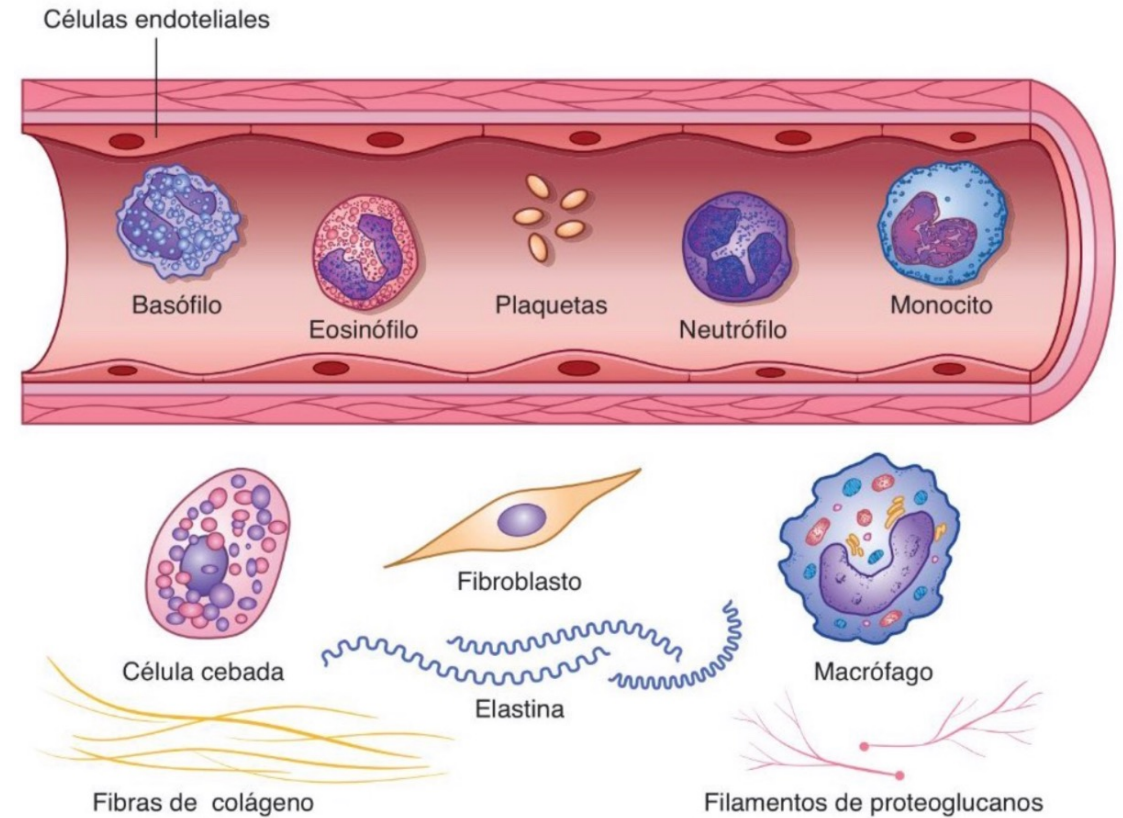 Células endoteliales
Basófilo
Eosinófilo
Plaquetas
Neutrófilo
Monocito
Célula cebada
Fibroblasto
Elastina
Macrófago
Fibras de colágeno
Filamentos de proteoglucanos